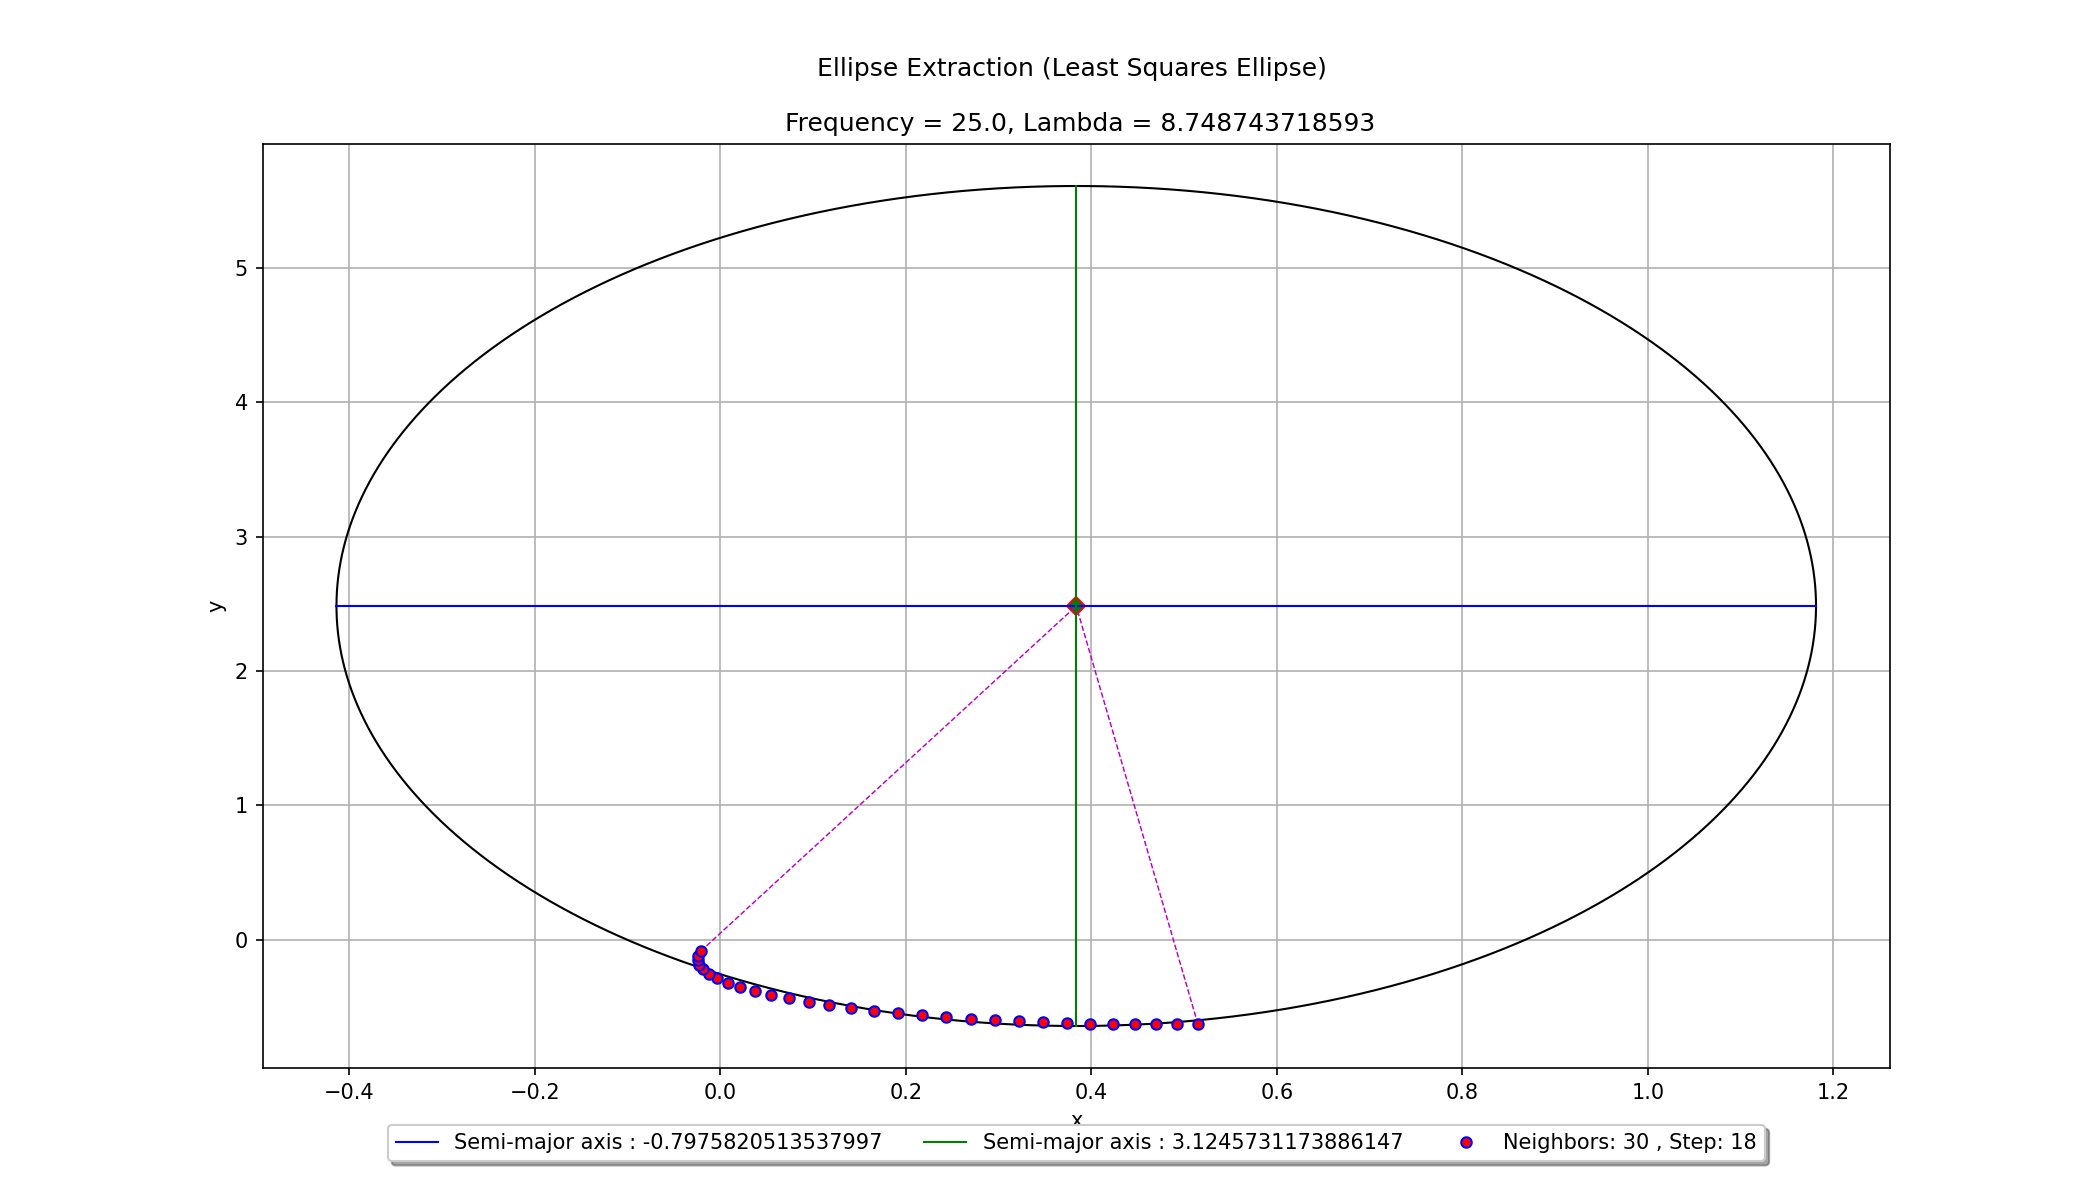 Ellipse Extraction (Least Squares Ellipse)
Frequency = 25.0, Lambda = 8.748743718593
y
5
4
3
2
1
0
−0.4 −0.2 0.0 0.2 0.4 0.6 0.8 1.0 1.2
x
Semi-major axis : -0.7975820513537997 Semi-major axis : 3.1245731173886147 Neighbors: 30 , Step: 18